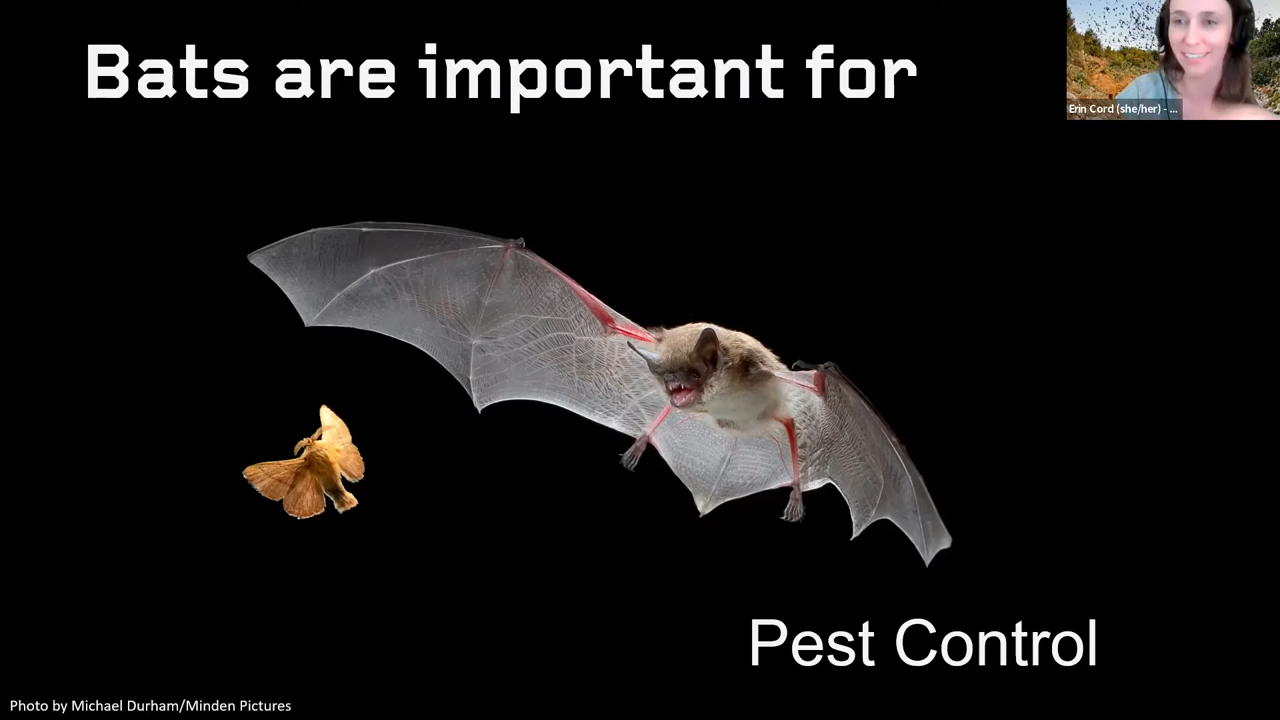 Bats are important for
Erin Cord (she/her) - ...
Pest Control
Photo by Michael Durham/Minden Pictures